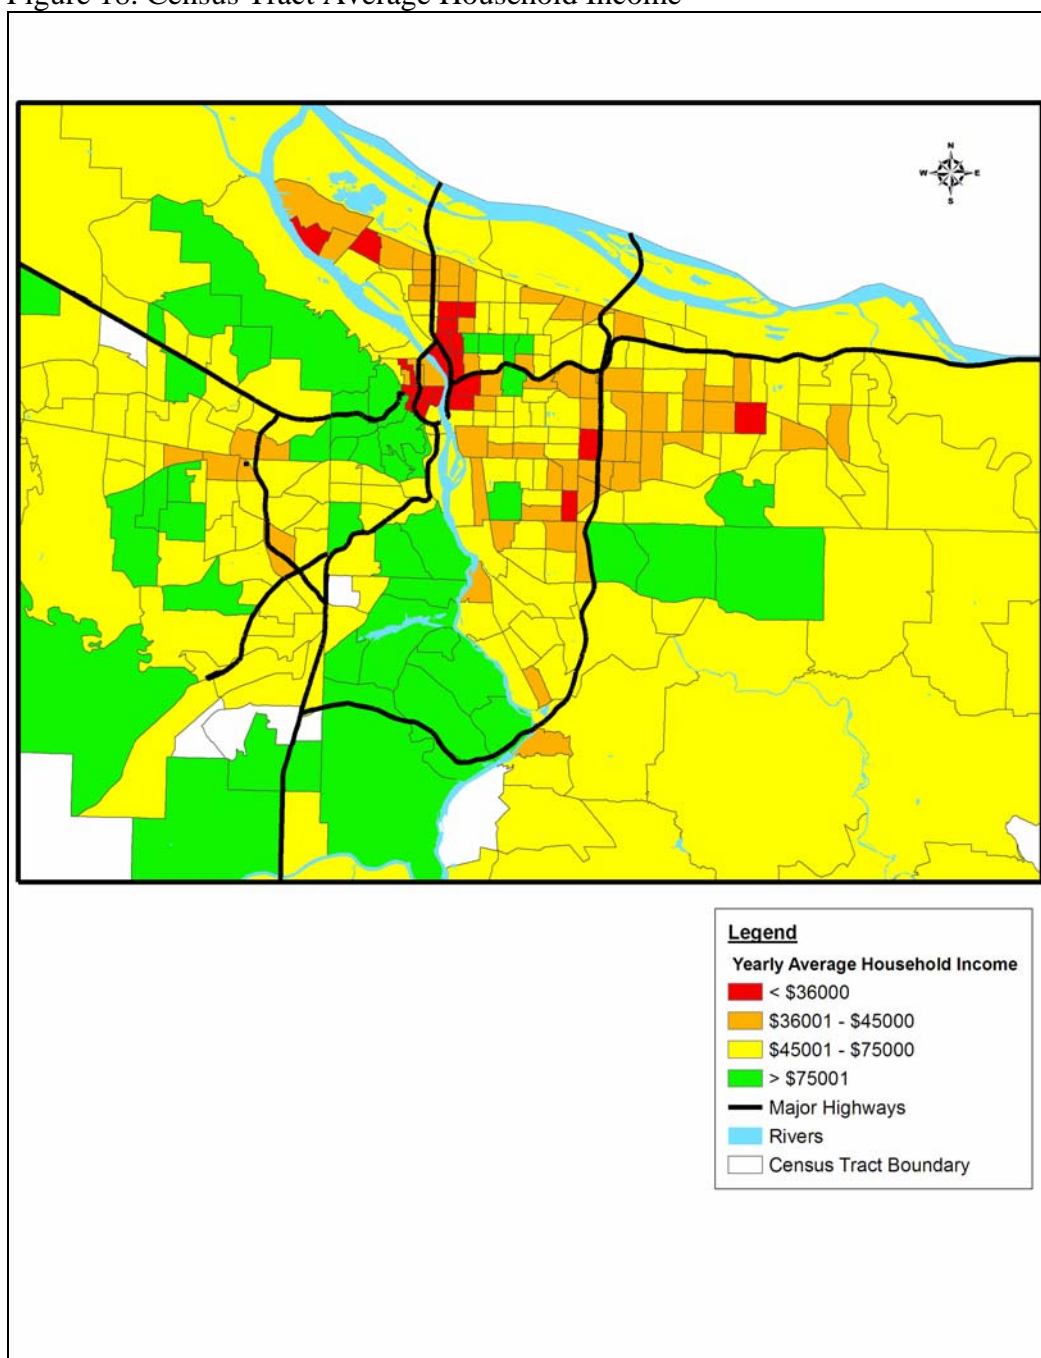 Figure 18. Census Tract Average Household Income
N
W E
S
Legend
Yearly Average Household Income
< $36000
$36001 - $45000
$45001 - $75000
> $75001
Major Highways
Rivers
Census Tract Boundary